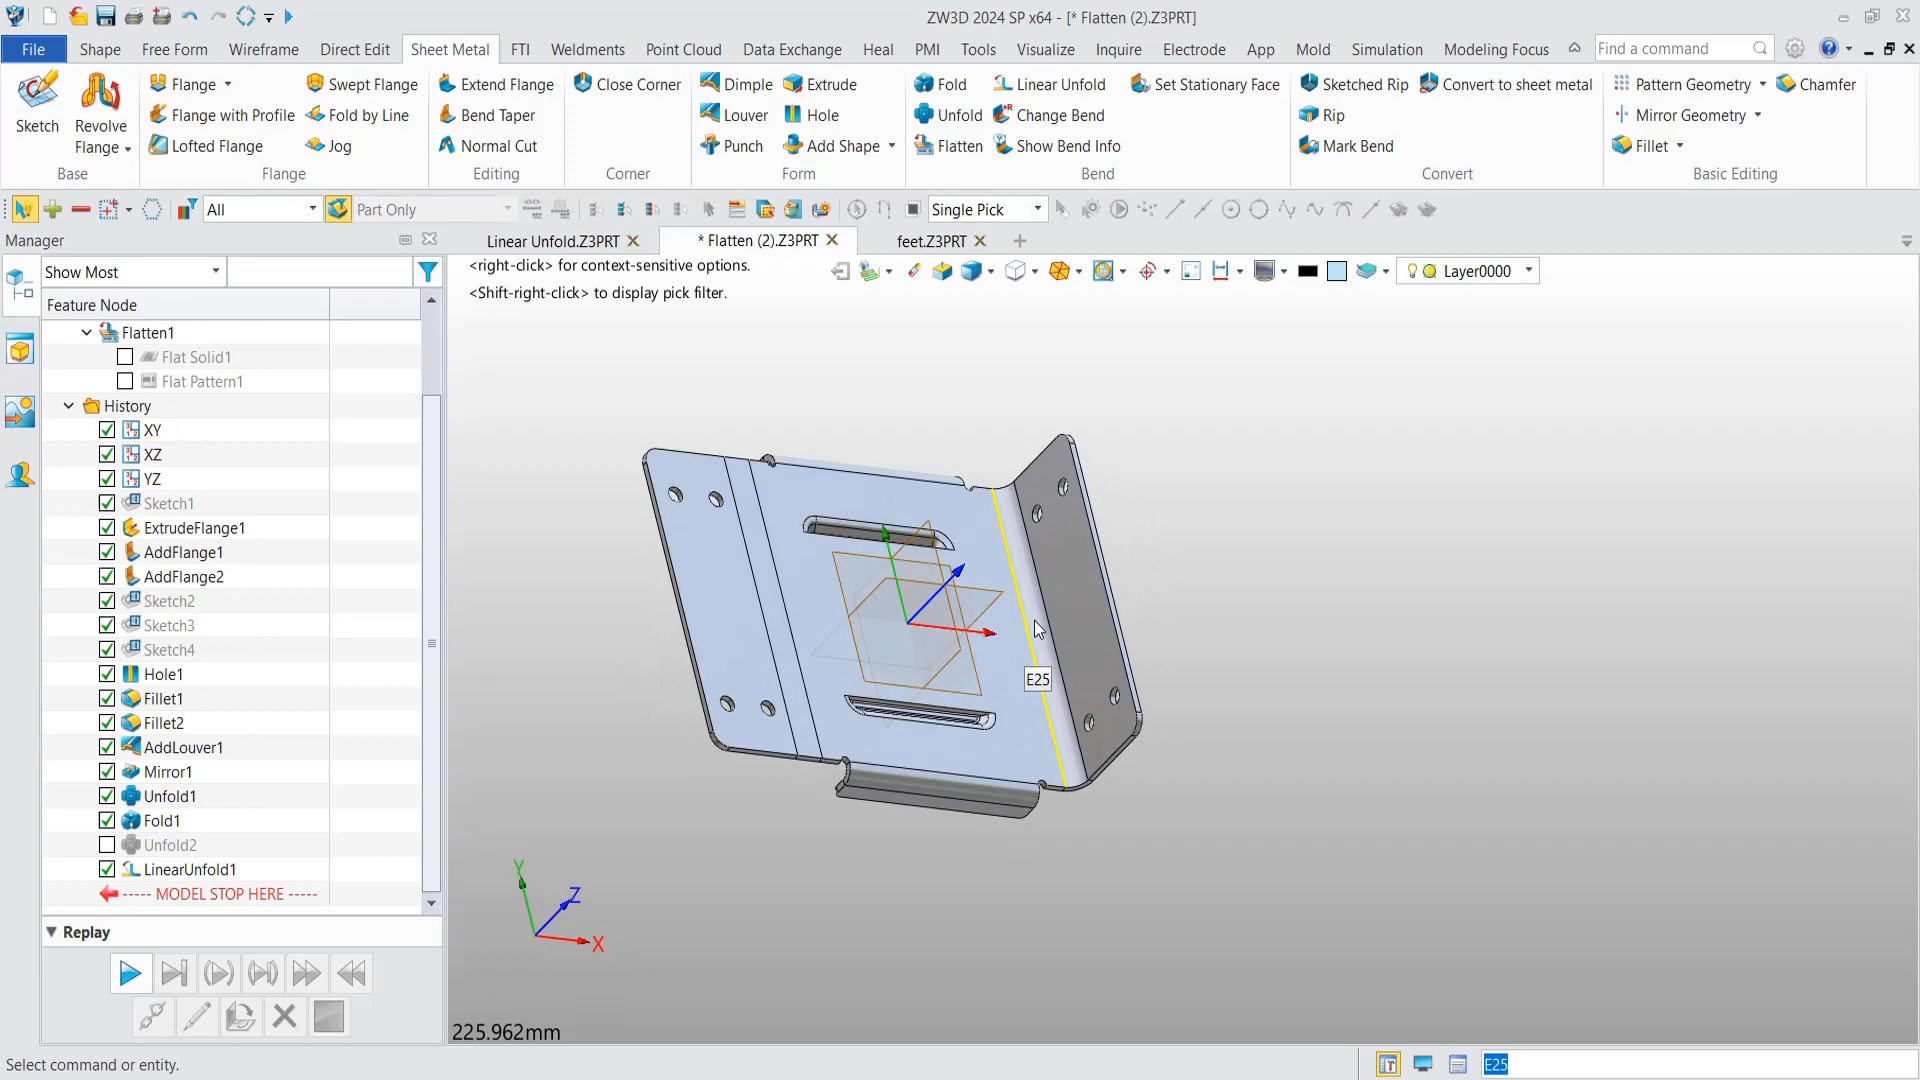 ZW3D 2024 SP x64 - [* Flatten (2).Z3PRT]
File Shape Free Form Wireframe Direct Edit Sheet Metal FTI Weldments Point Cloud Data Exchange Heal PMI Tools Visualize Inquire Electrode App Mold Simulation Modeling Focus Find a command
Flange Swept Flange Extend Flange Close Corner Dimple Extrude Fold Linear Unfold Set Stationary Face Sketched Rip Convert to sheet metal Pattern Geometry Chamfer
Sketch Revolve Flange Flange with Profile Fold by Line Bend Taper Louver Hole Unfold Change Bend Rip Mirror Geometry
Lofted Flange Jog Normal Cut Punch Add Shape Flatten Show Bend Info Mark Bend Fillet
Base Flange Editing Corner Form Bend Convert Basic Editing
All Part Only Single Pick
Manager Linear Unfold.Z3PRT * Flatten (2).Z3PRT feet.Z3PRT
Show Most
<right-click> for context-sensitive options.
Layer0000
<Shift-right-click> to display pick filter.
Feature Node
Flatten1
Flat Solid1
Flat Pattern1
History
XY
XZ
YZ
Sketch1
ExtrudeFlange1
AddFlange1
AddFlange2
Sketch2
Sketch3
Sketch4
Hole1
Fillet1
Fillet2
AddLouver1
Mirror1
Unfold1
Fold1
Unfold2
LinearUnfold1
----- MODEL STOP HERE -----
E25
Y
Z
X
Replay
225.962mm
Select command or entity.
E25